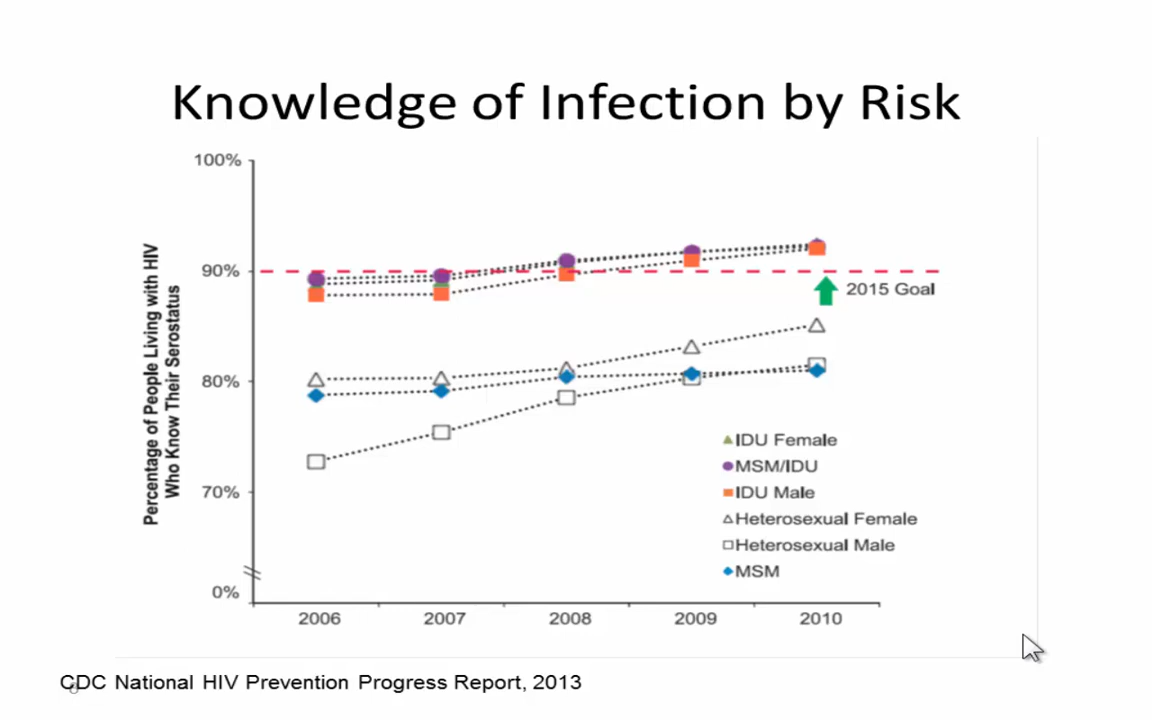 Knowledge of Infection by Risk
100%
90%
80%
70%
0%
Percentage of People Living with HIV
Who Know Their Serostatus
2015 Goal
IDU Female
MSM/IDU
IDU Male
Heterosexual Female
Heterosexual Male
MSM
2006 2007 2008 2009 2010
CDC National HIV Prevention Progress Report, 2013